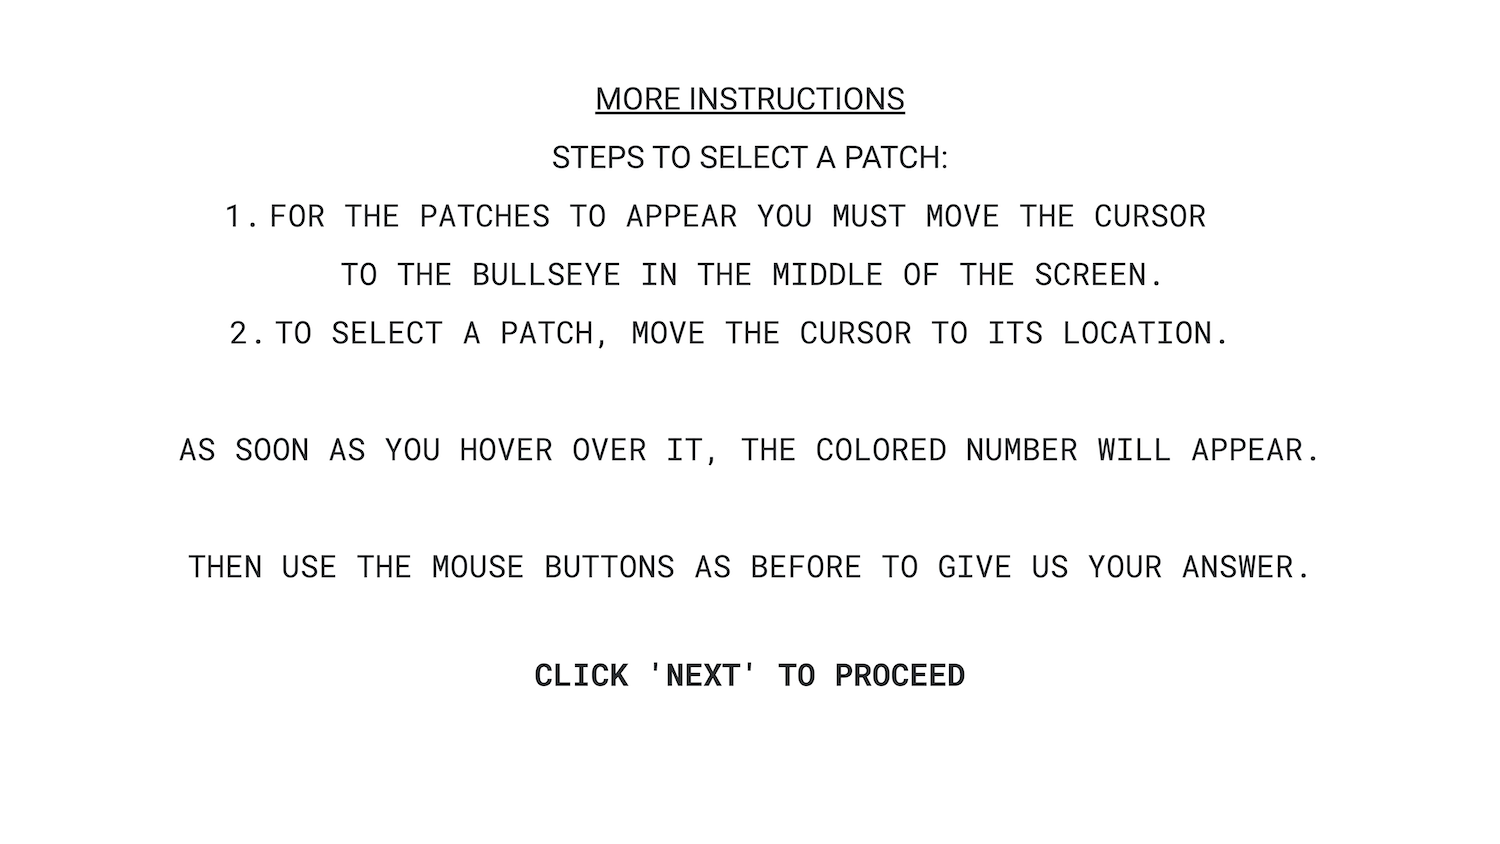 MORE INSTRUCTIONS
STEPS TO SELECT A PATCH:
1. FOR THE PATCHES TO APPEAR YOU MUST MOVE THE CURSOR
TO THE BULLSEYE IN THE MIDDLE OF THE SCREEN.
2. TO SELECT A PATCH, MOVE THE CURSOR TO ITS LOCATION.
AS SOON AS YOU HOVER OVER IT, THE COLORED NUMBER WILL APPEAR.
THEN USE THE MOUSE BUTTONS AS BEFORE TO GIVE US YOUR ANSWER.
CLICK 'NEXT' TO PROCEED